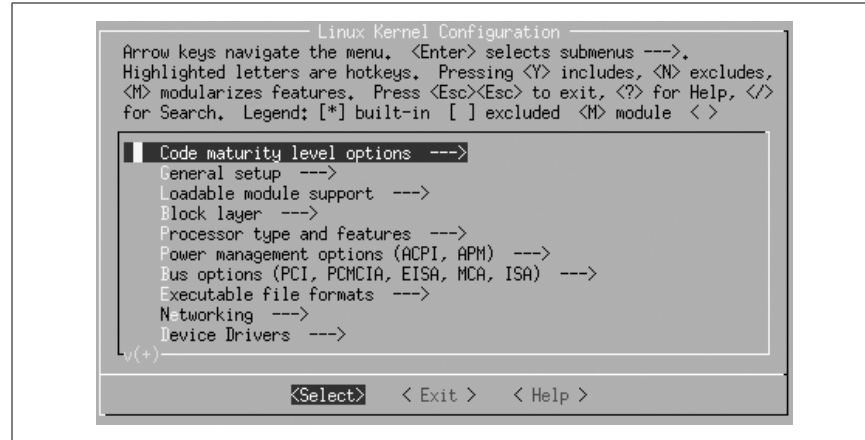 Linux Kernel Configuration
Arrow keys navigate the menu.  <Enter> selects submenus --->.
Highlighted letters are hotkeys.  Pressing <Y> includes, <N> excludes,
<M> modularizes features.  Press <Esc><Esc> to exit, <?> for Help, </>
for Search.  Legend: [*] built-in  [ ] excluded  <M> module  < >
Code maturity level options  --->
General setup  --->
Loadable module support  --->
Block layer  --->
Processor type and features  --->
Power management options (ACPI, APM)  --->
Bus options (PCI, PCMCIA, EISA, MCA, ISA)  --->
Executable file formats  --->
Networking  --->
Device Drivers  --->
v(+)
<Select>    < Exit >    < Help >